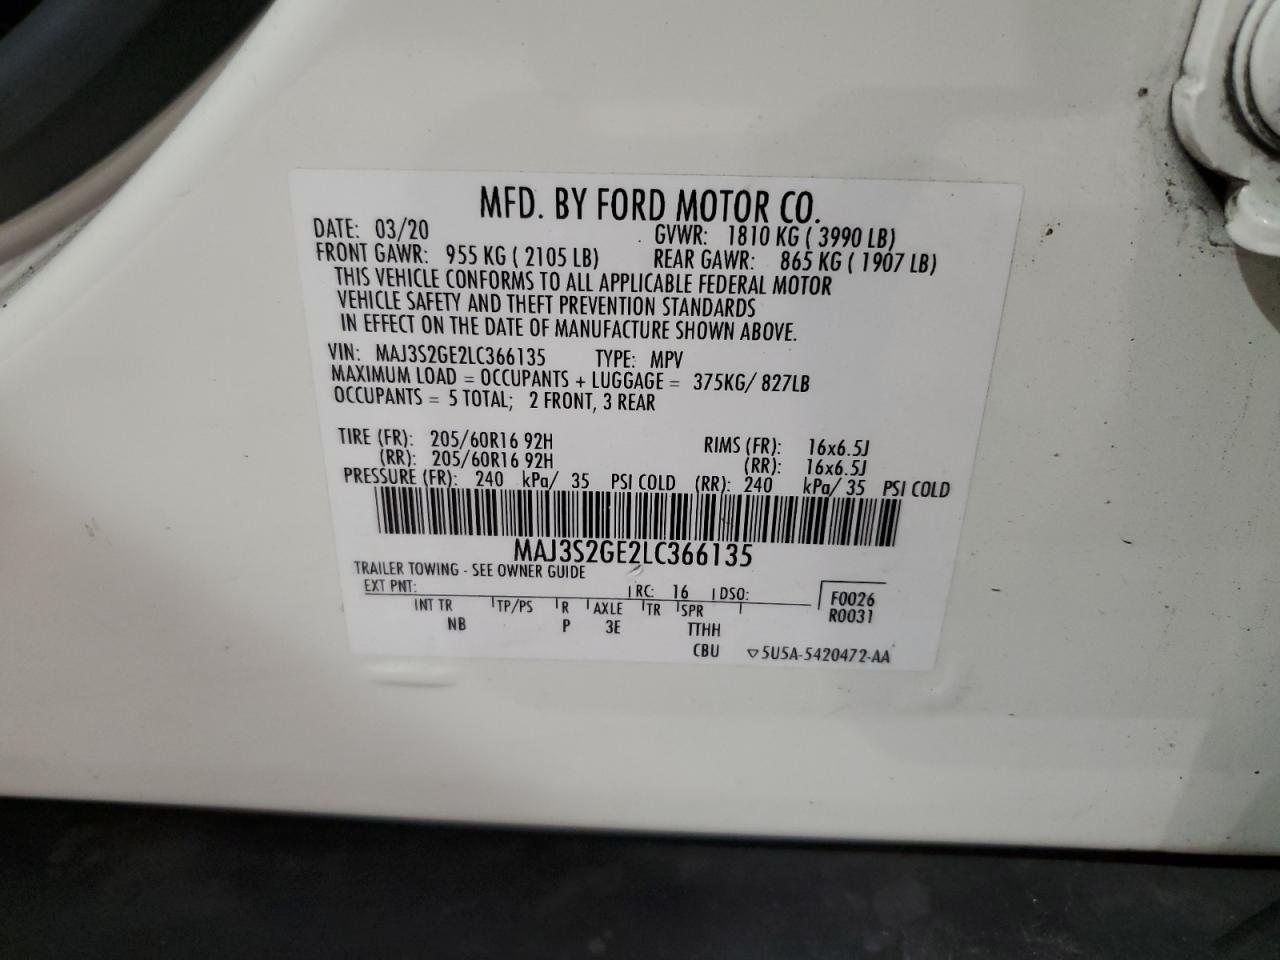 MFD. BY FORD MOTOR CO.
DATE: 03/20 GVWR: 1810 KG ( 3990 LB)
FRONT GAWR: 955 KG ( 2105 LB) REAR GAWR: 865 KG ( 1907 LB)
THIS VEHICLE CONFORMS TO ALL APPLICABLE FEDERAL MOTOR
VEHICLE SAFETY AND THEFT PREVENTION STANDARDS
IN EFFECT ON THE DATE OF MANUFACTURE SHOWN ABOVE.
VIN: MAJ3S2GE2LC366135 TYPE: MPV
MAXIMUM LOAD = OCCUPANTS + LUGGAGE = 375KG/ 827LB
OCCUPANTS = 5 TOTAL; 2 FRONT, 3 REAR
TIRE (FR): 205/60R16 92H RIMS (FR): 16x6.5J
(RR): 205/60R16 92H (RR): 16x6.5J
PRESSURE (FR): 240 kPa/ 35 PSI COLD (RR): 240 kPa/ 35 PSI COLD
MAJ3S2GE2LC366135
TRAILER TOWING - SEE OWNER GUIDE
EXT PNT: RC: 16 DSO: F0026
INT TR TP/PS R AXLE TR SPR R0031
NB P 3E TTHH
CBU ▽5U5A-5420472-AA